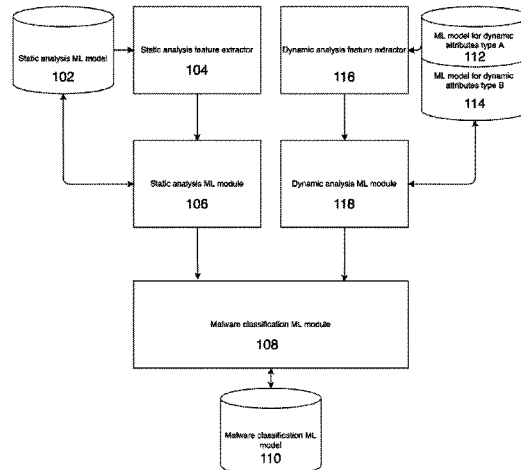 Static analysis ML model
102
Static analysis feature extractor
104
Dynamic analysis feature extractor
116
ML model for dynamic
attributes type A
112
ML model for dynamic
attributes type B
114
Static analysis ML module
106
Dynamic analysis ML module
118
Malware classification ML module
108
Malware classification ML
model
110